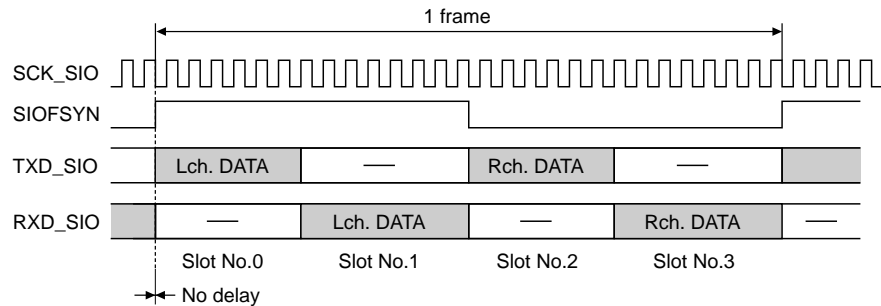 1 frame
SCK_SIO
SIOFSYN
TXD_SIO Lch. DATA — Rch. DATA —
RXD_SIO — Lch. DATA — Rch. DATA —
Slot No.0 Slot No.1 Slot No.2 Slot No.3
No delay